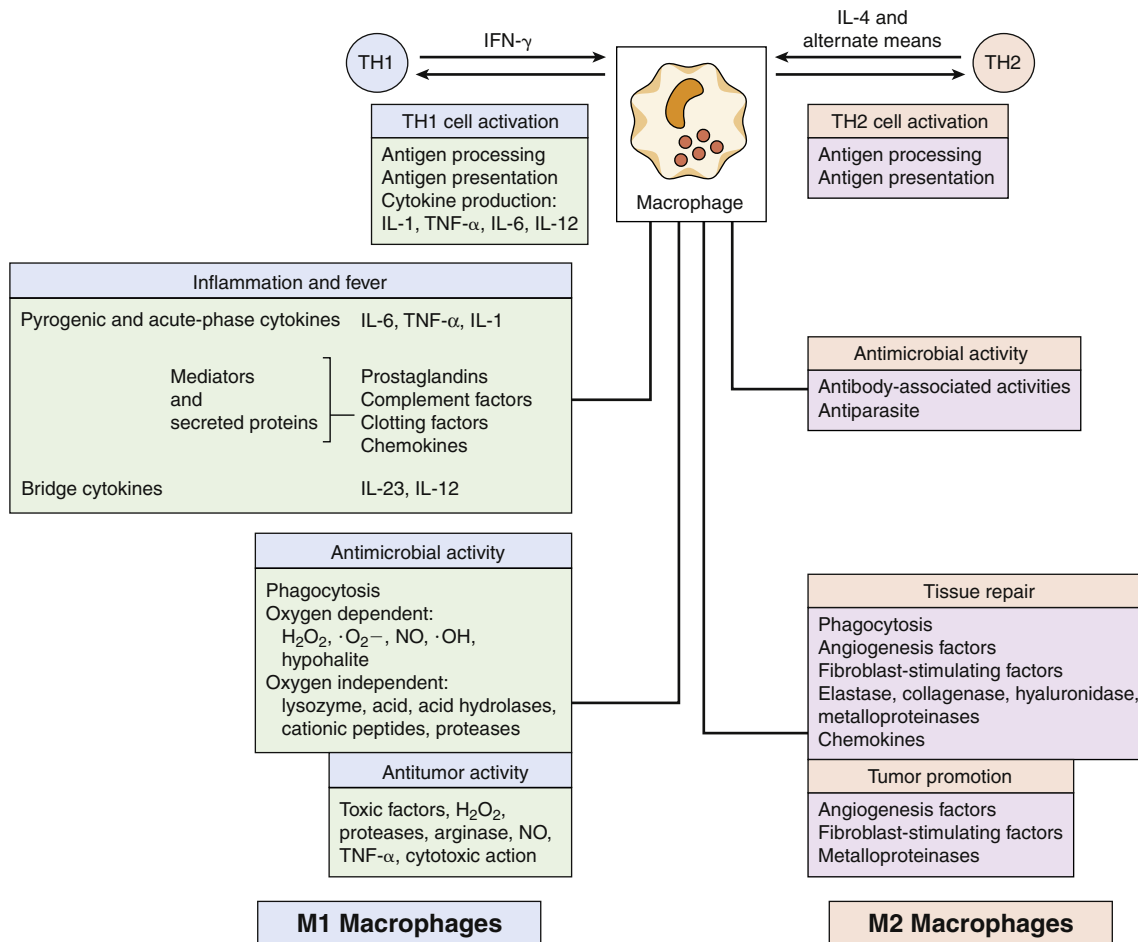 IL-4 and
alternate means
IFN-γ
TH1
TH2
Macrophage
TH1 cell activation
Antigen processing
Antigen presentation
Cytokine production:
IL-1, TNF-α, IL-6, IL-12
TH2 cell activation
Antigen processing
Antigen presentation
Inflammation and fever
Pyrogenic and acute-phase cytokines IL-6, TNF-α, IL-1
Mediators
and
secreted proteins
Prostaglandins
Complement factors
Clotting factors
Chemokines
Bridge cytokines IL-23, IL-12
Antimicrobial activity
Antibody-associated activities
Antiparasite
Antimicrobial activity
Phagocytosis
Oxygen dependent:
H₂O₂, ·O₂−, NO, ·OH,
hypohalite
Oxygen independent:
lysozyme, acid, acid hydrolases,
cationic peptides, proteases
Antitumor activity
Toxic factors, H₂O₂,
proteases, arginase, NO,
TNF-α, cytotoxic action
Tissue repair
Phagocytosis
Angiogenesis factors
Fibroblast-stimulating factors
Elastase, collagenase, hyaluronidase,
metalloproteinases
Chemokines
Tumor promotion
Angiogenesis factors
Fibroblast-stimulating factors
Metalloproteinases
M1 Macrophages
M2 Macrophages